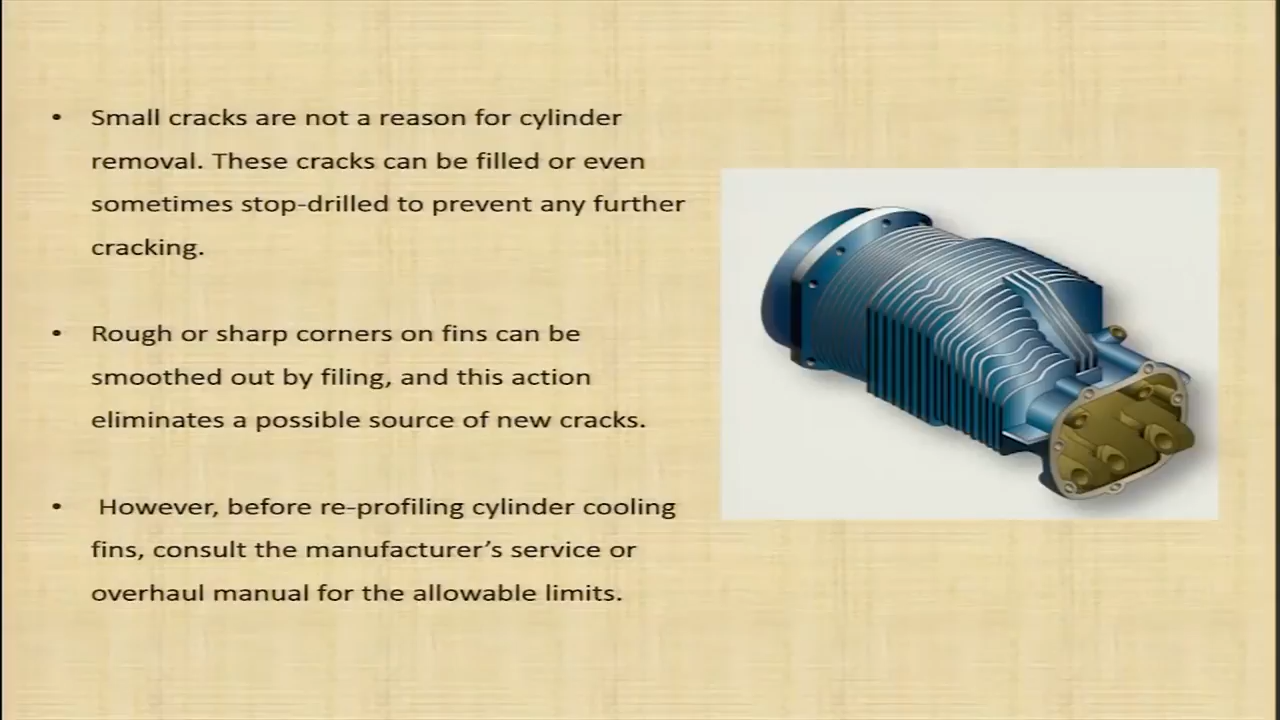 • Small cracks are not a reason for cylinder
removal. These cracks can be filled or even
sometimes stop-drilled to prevent any further
cracking.
• Rough or sharp corners on fins can be
smoothed out by filing, and this action
eliminates a possible source of new cracks.
• However, before re-profiling cylinder cooling
fins, consult the manufacturer’s service or
overhaul manual for the allowable limits.